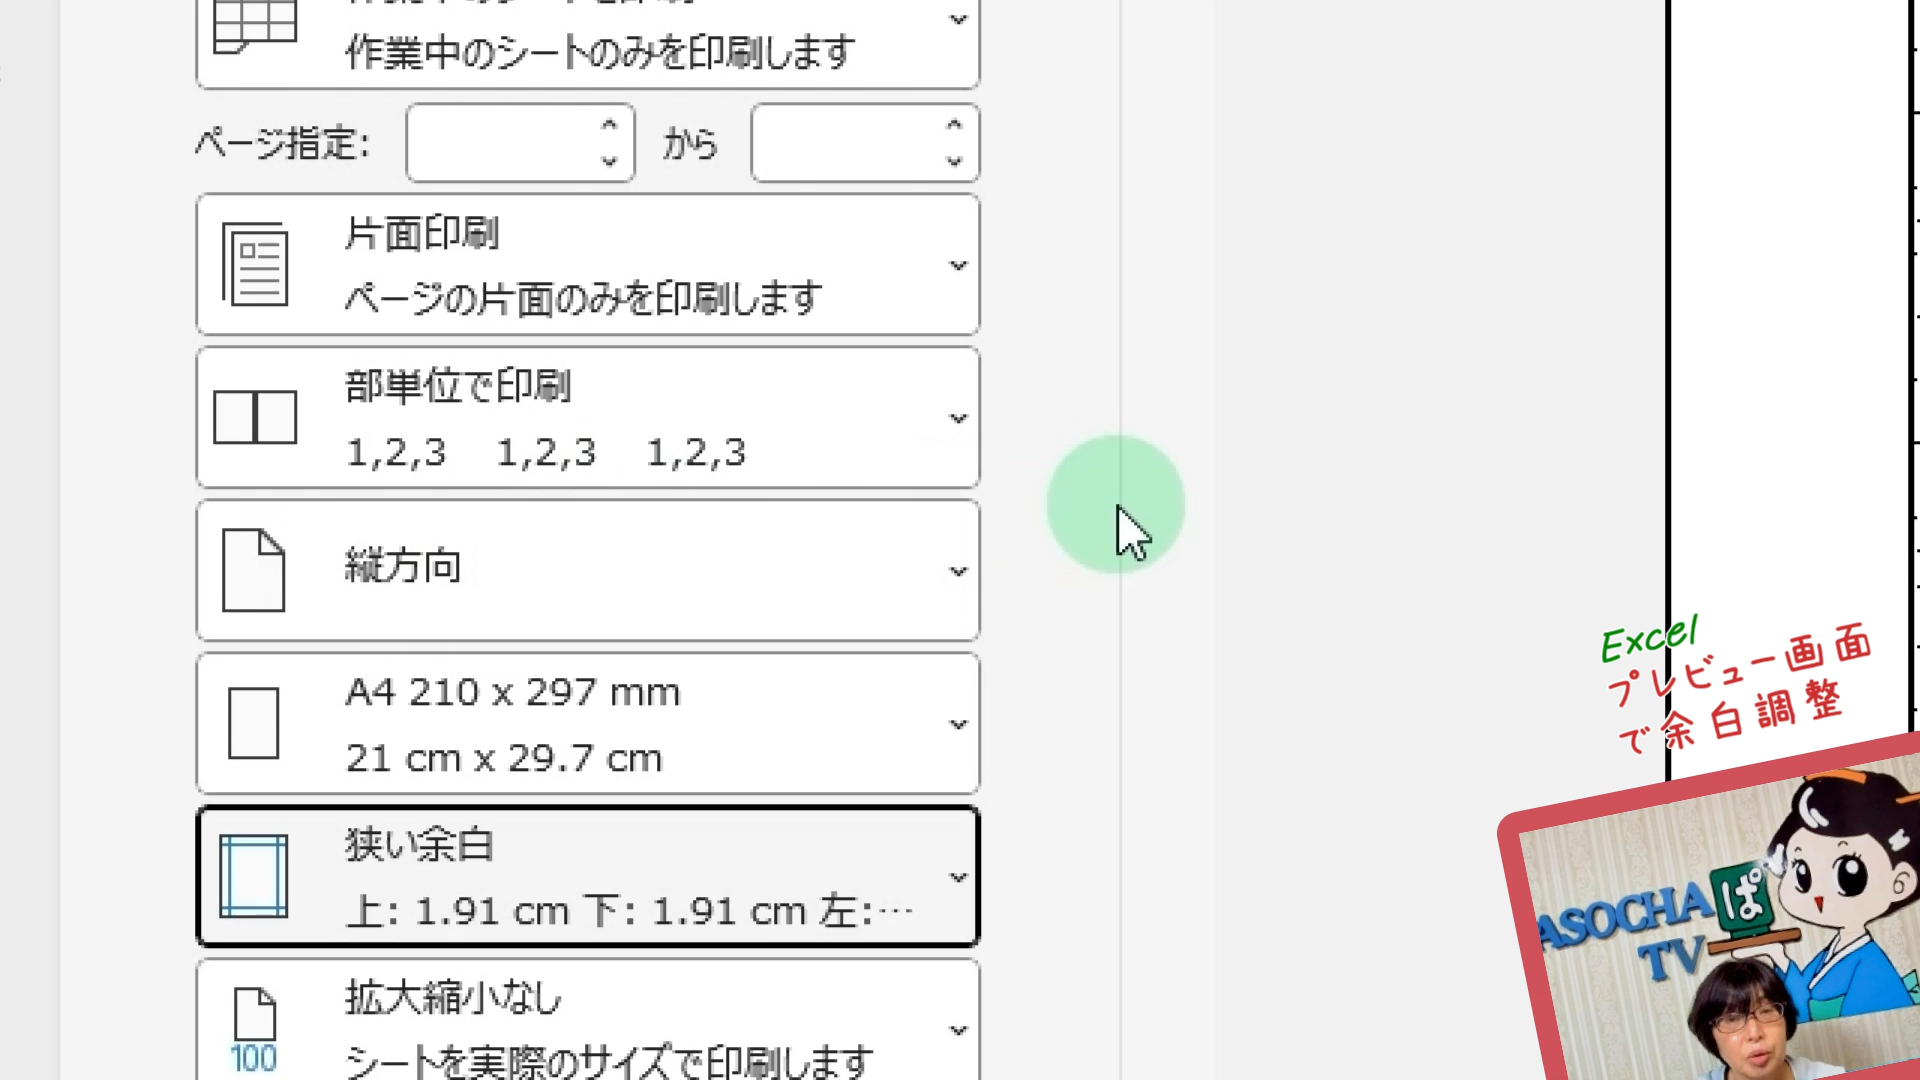 作業中のシートのみを印刷します
ページ指定: から
片面印刷
ページの片面のみを印刷します
部単位で印刷
1,2,3 1,2,3 1,2,3
縦方向
A4 210 x 297 mm
21 cm x 29.7 cm
狭い余白
上: 1.91 cm 下: 1.91 cm 左:…
拡大縮小なし
100
シートを実際のサイズで印刷します
Excel
プレビュー画面
で余白調整
ASOCHA ぱ
TV